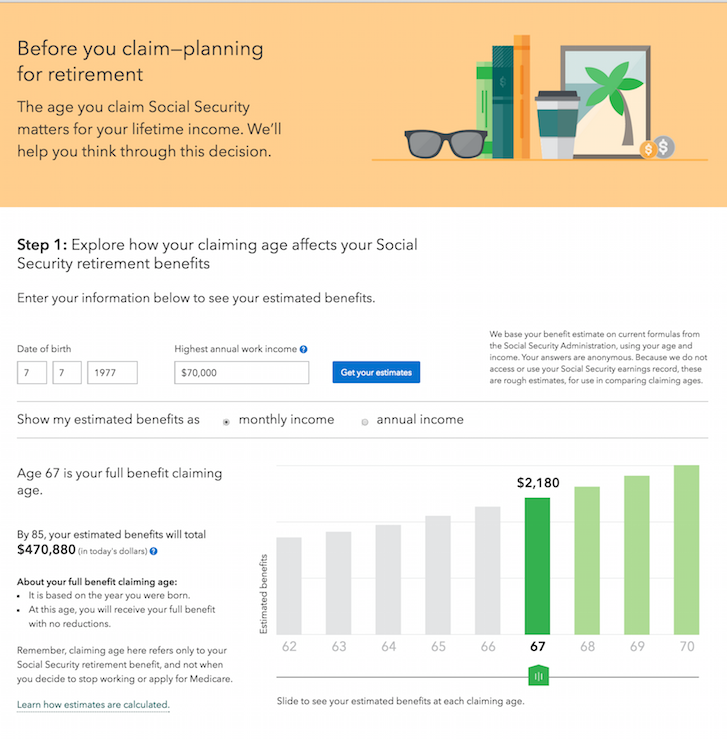 Before you claim—planning
for retirement
The age you claim Social Security
matters for your lifetime income. We'll
help you think through this decision.
$
$
Step 1: Explore how your claiming age affects your Social
Security retirement benefits
Enter your information below to see your estimated benefits.
We base your benefit estimate on current formulas from
the Social Security Administration, using your age and
income. Your answers are anonymous. Because we do not
access or use your Social Security earnings record, these
are rough estimates, for use in comparing claiming ages.
Date of birth
Highest annual work income ?
7 7 1977
$70,000
Get your estimates
Show my estimated benefits as monthly income annual income
Age 67 is your full benefit claiming
age.
By 85, your estimated benefits will total
$470,880 (in today's dollars) ?
About your full benefit claiming age:
• It is based on the year you were born.
• At this age, you will receive your full benefit
with no reductions.
Remember, claiming age here refers only to your
Social Security retirement benefit, and not when
you decide to stop working or apply for Medicare.
Learn how estimates are calculated.
Estimated benefits
$2,180
62 63 64 65 66 67 68 69 70
Slide to see your estimated benefits at each claiming age.